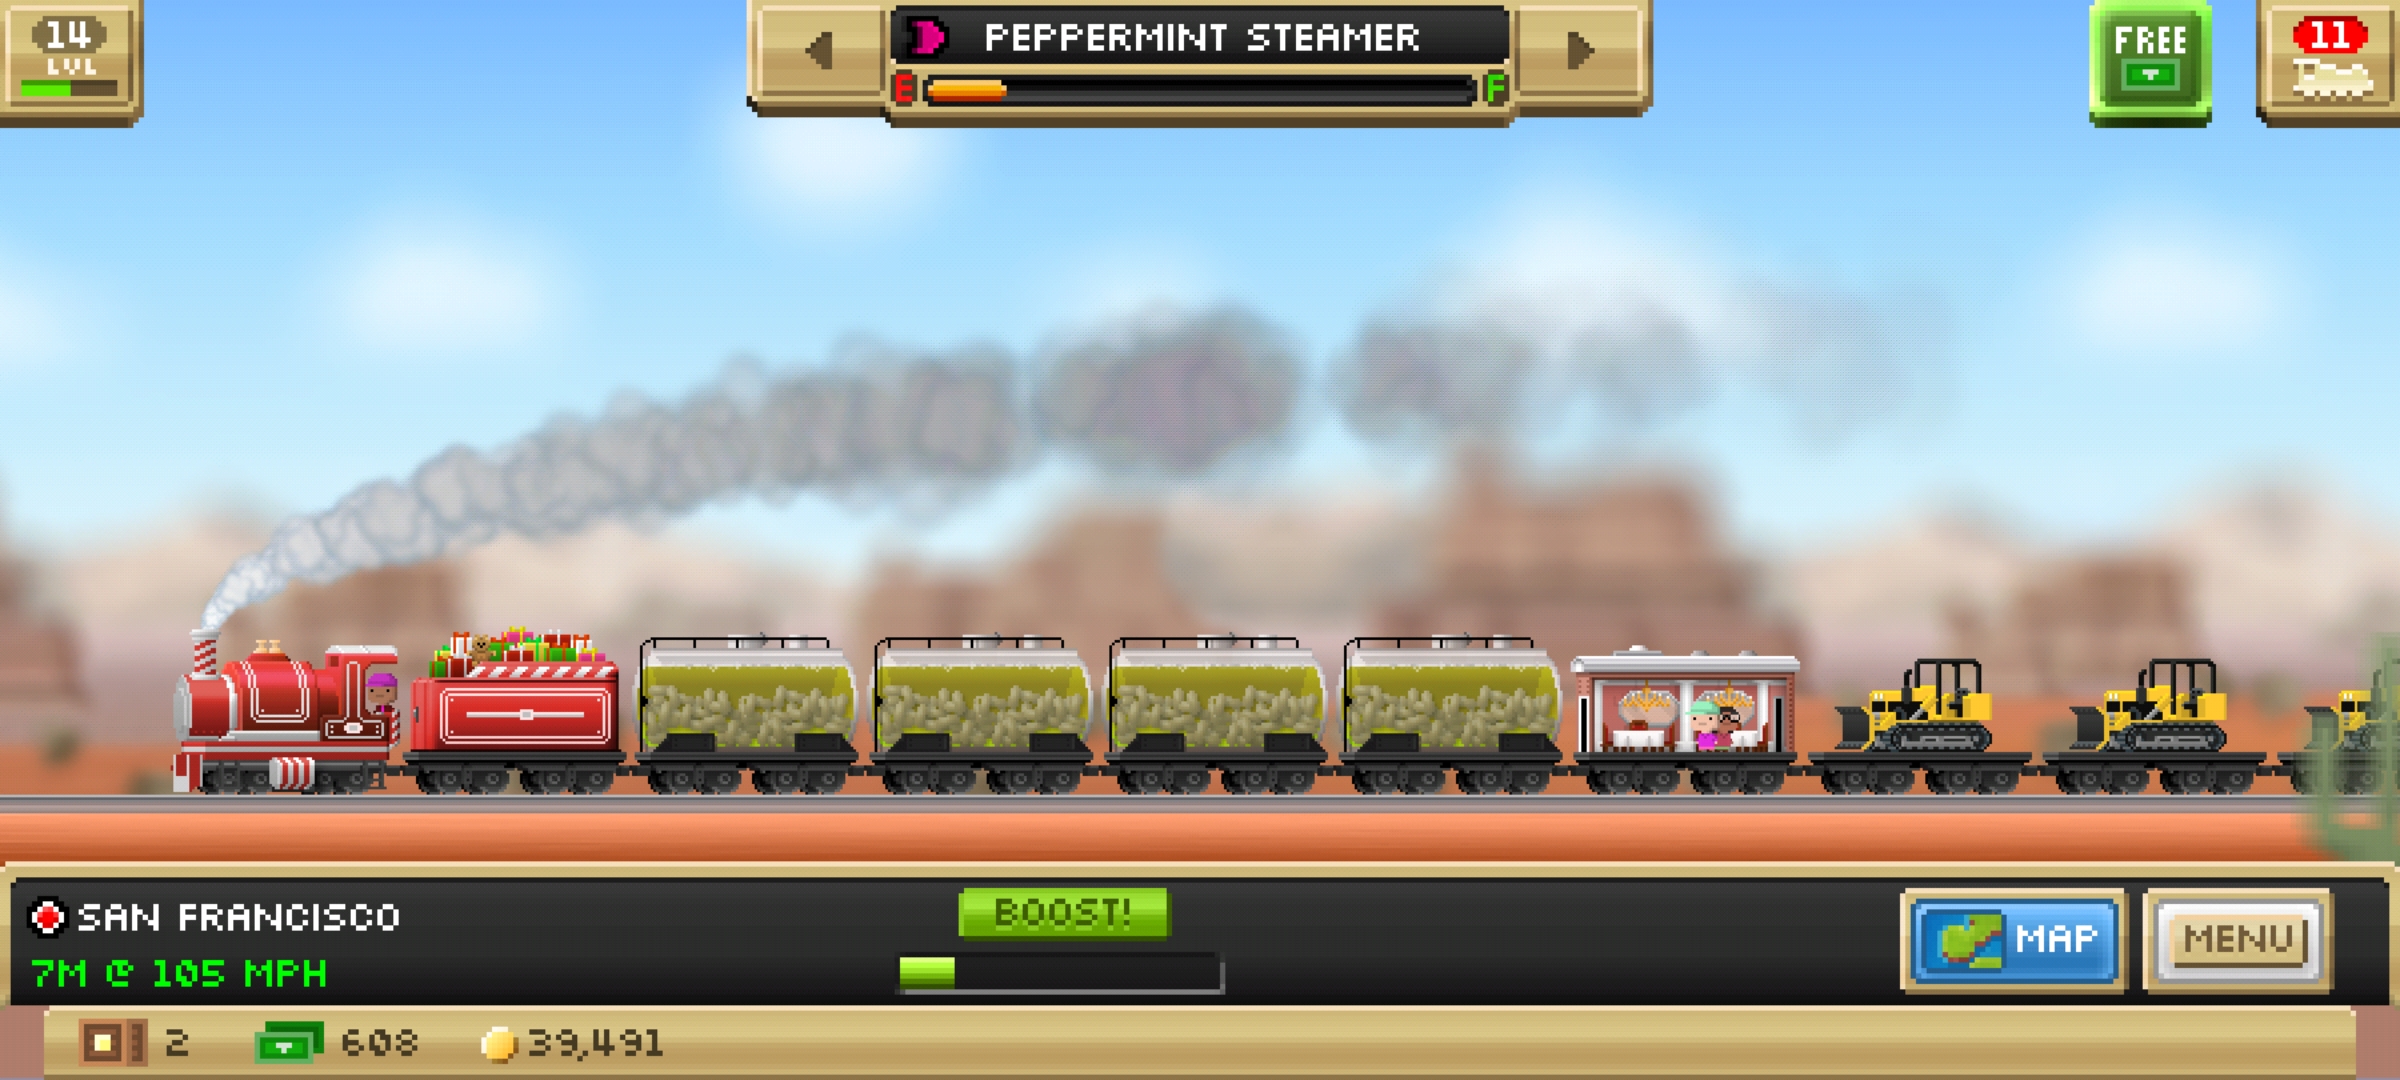 14
LVL
PEPPERMINT STEAMER
E F
FREE
11
SAN FRANCISCO
7M @ 105 MPH
BOOST!
MAP
MENU
2
608
39,491